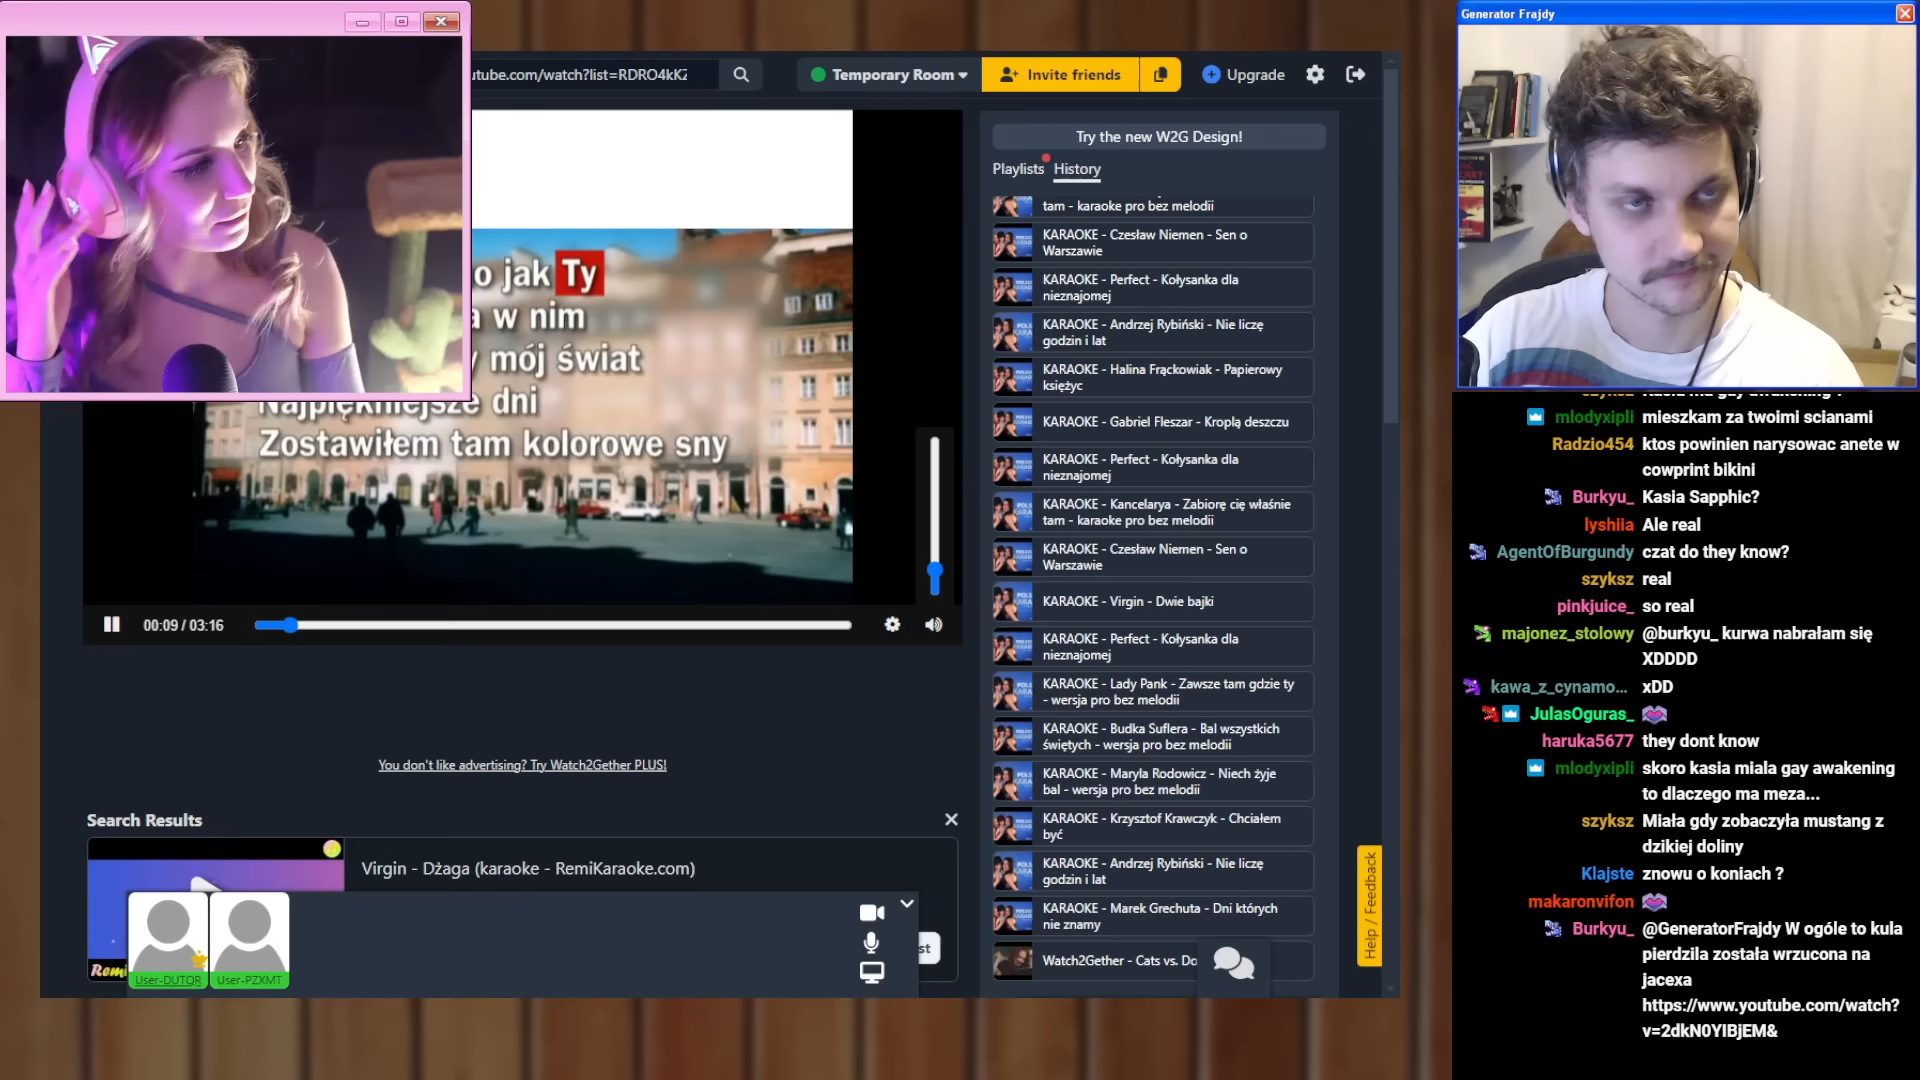 Generator Frajdy
utube.com/watch?list=RDRO4kKZ
Temporary Room
Invite friends
Upgrade
Try the new W2G Design!
Playlists
History
o jak Ty
a w nim
mój świat
Najpiękniejsze dni
Zostawiłem tam kolorowe sny
00:09 / 03:16
You don't like advertising? Try Watch2Gether PLUS!
Search Results
Virgin - Dżaga (karaoke - RemiKaraoke.com)
Remi
st
User-DUTQR
User-PZXMT
tam - karaoke pro bez melodii
KARAOKE - Czesław Niemen - Sen o
Warszawie
KARAOKE - Perfect - Kołysanka dla
nieznajomej
KARAOKE - Andrzej Rybiński - Nie liczę
godzin i lat
KARAOKE - Halina Frąckowiak - Papierowy
księżyc
KARAOKE - Gabriel Fleszar - Kroplą deszczu
KARAOKE - Perfect - Kołysanka dla
nieznajomej
KARAOKE - Kancelarya - Zabiorę cię właśnie
tam - karaoke pro bez melodii
KARAOKE - Czesław Niemen - Sen o
Warszawie
KARAOKE - Virgin - Dwie bajki
KARAOKE - Perfect - Kołysanka dla
nieznajomej
KARAOKE - Lady Pank - Zawsze tam gdzie ty
- wersja pro bez melodii
KARAOKE - Budka Suflera - Bal wszystkich
świętych - wersja pro bez melodii
KARAOKE - Maryla Rodowicz - Niech żyje
bal - wersja pro bez melodii
KARAOKE - Krzysztof Krawczyk - Chciałem
być
KARAOKE - Andrzej Rybiński - Nie liczę
godzin i lat
KARAOKE - Marek Grechuta - Dni których
nie znamy
Watch2Gether - Cats vs. Do
Help / Feedback
mlodyxipli mieszkam za twoimi scianami
Radzio454 ktos powinien narysowac anete w
cowprint bikini
Burkyu_ Kasia Sapphic?
lyshiia Ale real
AgentOfBurgundy czat do they know?
szyksz real
pinkjuice_ so real
majonez_stolowy @burkyu_ kurwa nabrałam się
XDDDD
kawa_z_cynamo... xDD
JulasOguras_
haruka5677 they dont know
mlodyxipli skoro kasia miala gay awakening
to dlaczego ma meza...
szyksz Miała gdy zobaczyła mustang z
dzikiej doliny
Klajste znowu o koniach ?
makaronvifon
Burkyu_ @GeneratorFrajdy W ogóle to kula
pierdzila została wrzucona na
jacexa
https://www.youtube.com/watch?
v=2dkN0YIBjEM&